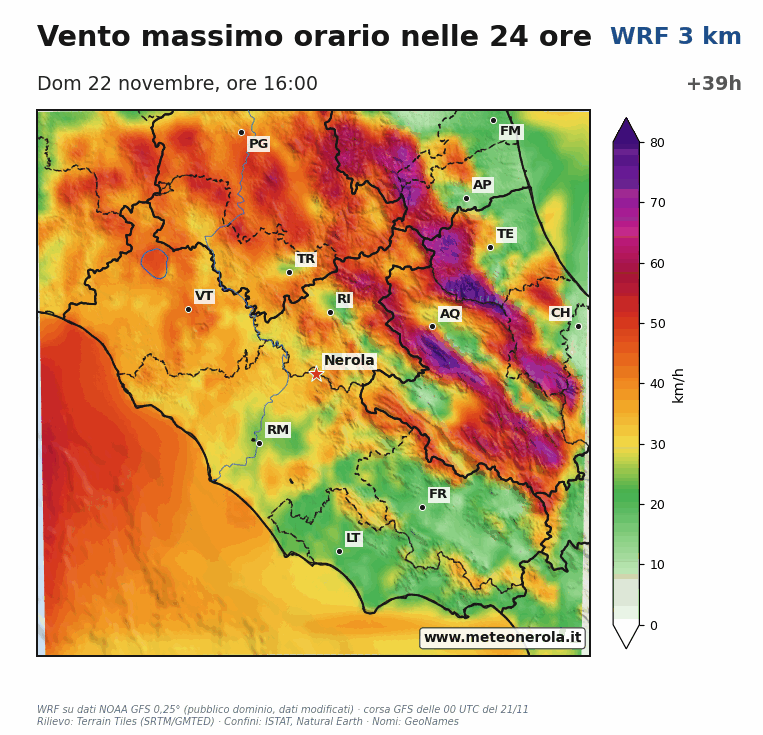 Vento massimo orario nelle 24 ore WRF 3 km
Dom 22 novembre, ore 16:00 +39h
FM
PG
AP
TE
TR
VT
RI
AQ
CH
Nerola
RM
FR
LT
www.meteonerola.it
80
70
60
50
40
30
20
10
0
km/h
WRF su dati NOAA GFS 0,25° (pubblico dominio, dati modificati) · corsa GFS delle 00 UTC del 21/11
Rilievo: Terrain Tiles (SRTM/GMTED) · Confini: ISTAT, Natural Earth · Nomi: GeoNames